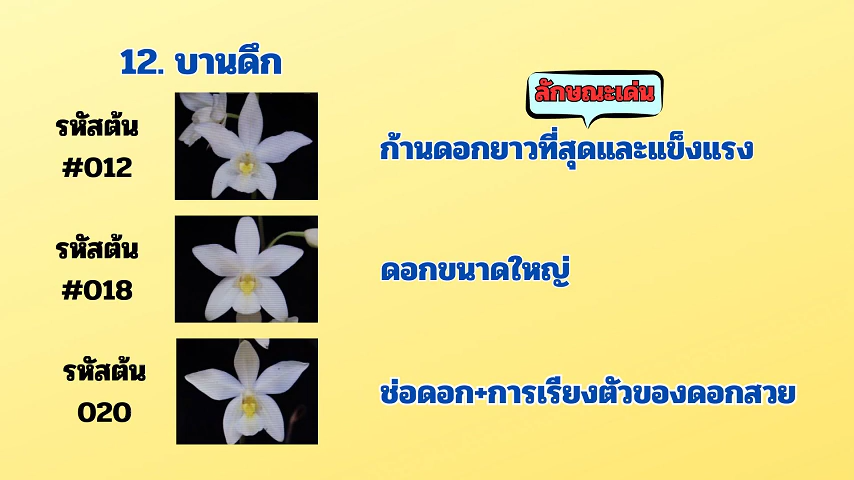 12. บานดึก
ลักษณะเด่น
รหัสต้น
#012
ก้านดอกยาวที่สุดและแข็งแรง
รหัสต้น
#018
ดอกขนาดใหญ่
รหัสต้น
020
ช่อดอก+การเรียงตัวของดอกสวย